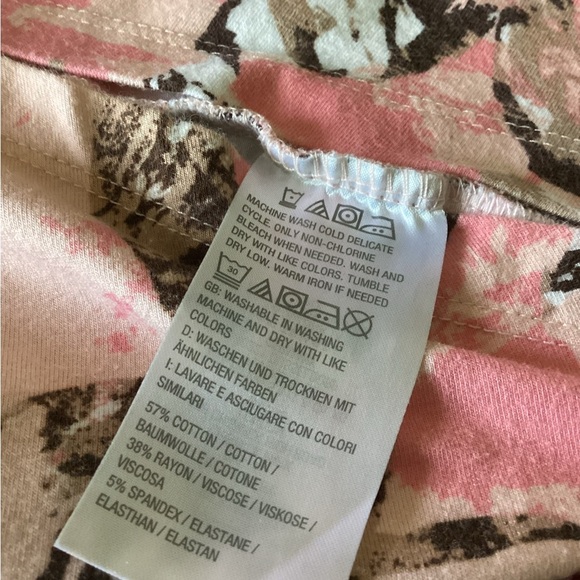 MACHINE WASH COLD DELICATE
CYCLE. ONLY NON-CHLORINE
BLEACH WHEN NEEDED. WASH AND
DRY WITH LIKE COLORS. TUMBLE
DRY LOW. WARM IRON IF NEEDED
30
GB: WASHABLE IN WASHING
MACHINE AND DRY WITH LIKE
COLORS
D: WASCHEN UND TROCKNEN MIT
ÄHNLICHEN FARBEN
I: LAVARE E ASCIUGARE CON COLORI
SIMILARI
57% COTTON / COTTON /
BAUMWOLLE / COTONE
38% RAYON / VISCOSE / VISKOSE /
VISCOSA
5% SPANDEX / ELASTANE /
ELASTHAN / ELASTAN